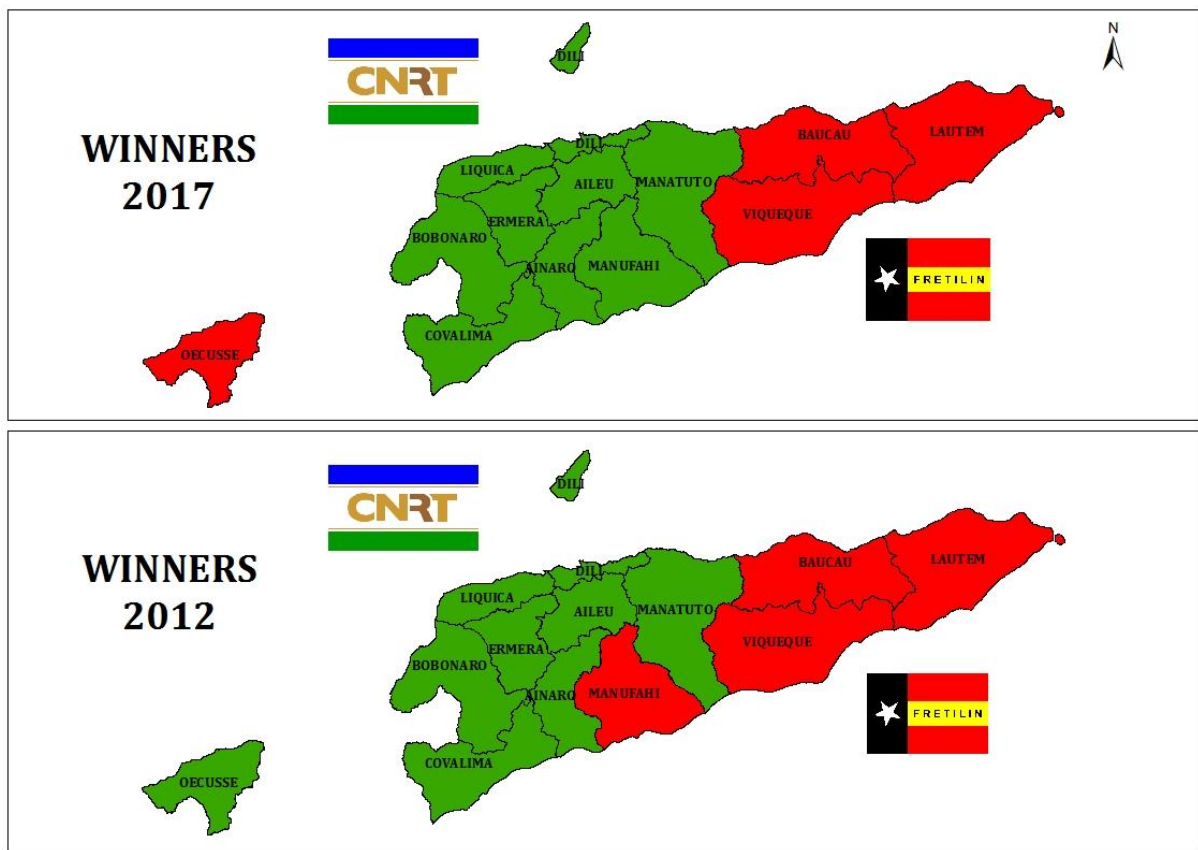 N
DILI
CNRT
WINNERS
2017
BAUCAU
LAUTEM
DILI
LIQUICA
AILEU
MANATUTO
VIQUEQUE
ERMERA
BOBONARO
AINARO
MANUFAHI
FRETILIN
COVALIMA
OECUSSE
DILI
CNRT
WINNERS
2012
BAUCAU
LAUTEM
DILI
LIQUICA
AILEU
MANATUTO
VIQUEQUE
ERMERA
BOBONARO
AINARO
MANUFAHI
FRETILIN
COVALIMA
OECUSSE